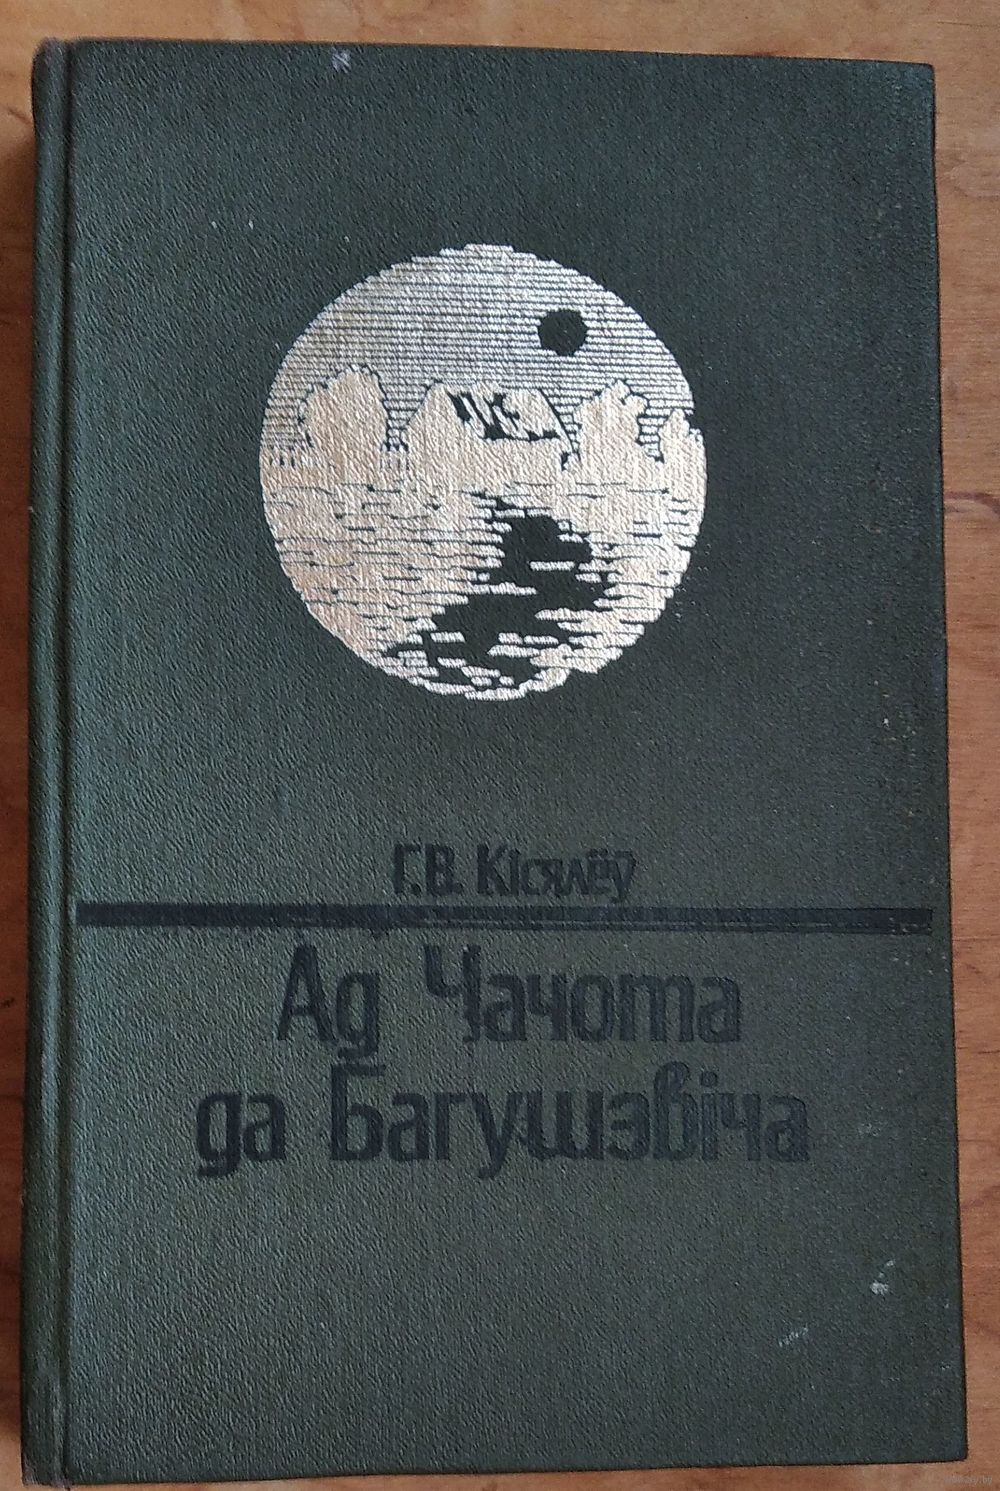 Г.В. Кісялёў
Ад Чачота
да Багушэвіча